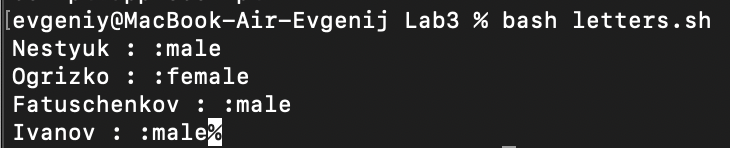 [evgeniy@MacBook-Air-Evgenij Lab3 % bash letters.sh
Nestyuk : :male
Ogrizko : :female
Fatuschenkov : :male
Ivanov : :male%